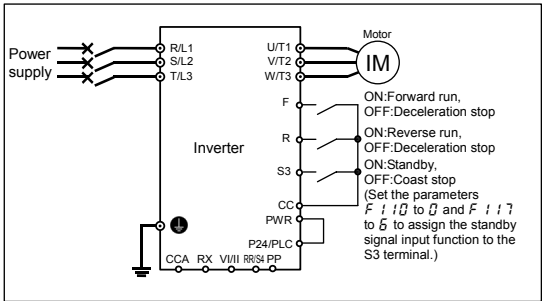 Power
supply
R/L1
S/L2
T/L3
U/T1
V/T2
W/T3
Motor
IM
Inverter
F
R
S3
CC
PWR
P24/PLC
ON:Forward run,
OFF:Deceleration stop
ON:Reverse run,
OFF:Deceleration stop
ON:Standby,
OFF:Coast stop
(Set the parameters
F110 to 0 and F117
to 6 to assign the standby
signal input function to the
S3 terminal.)
CCA RX VI/II RR/S4 PP